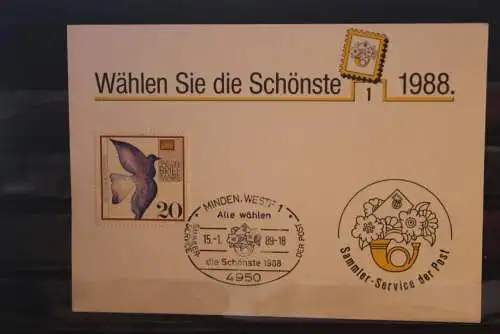 Wählen Sie die Schönste 1 1988.
20
MINDEN, WESTF 1
Alle wählen
15.-1. 89-18
die Schönste 1988
4950
DER POST
Sammler-Service der Post